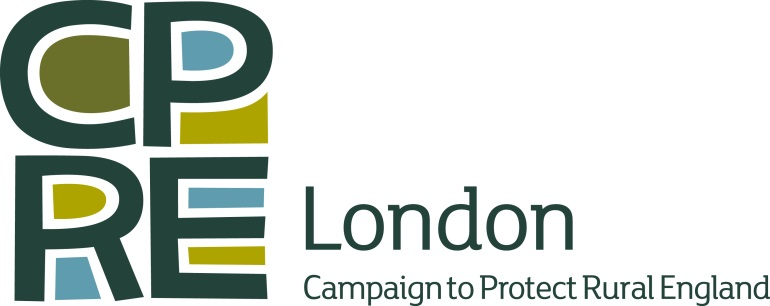 CP
RE
London
Campaign to Protect Rural England